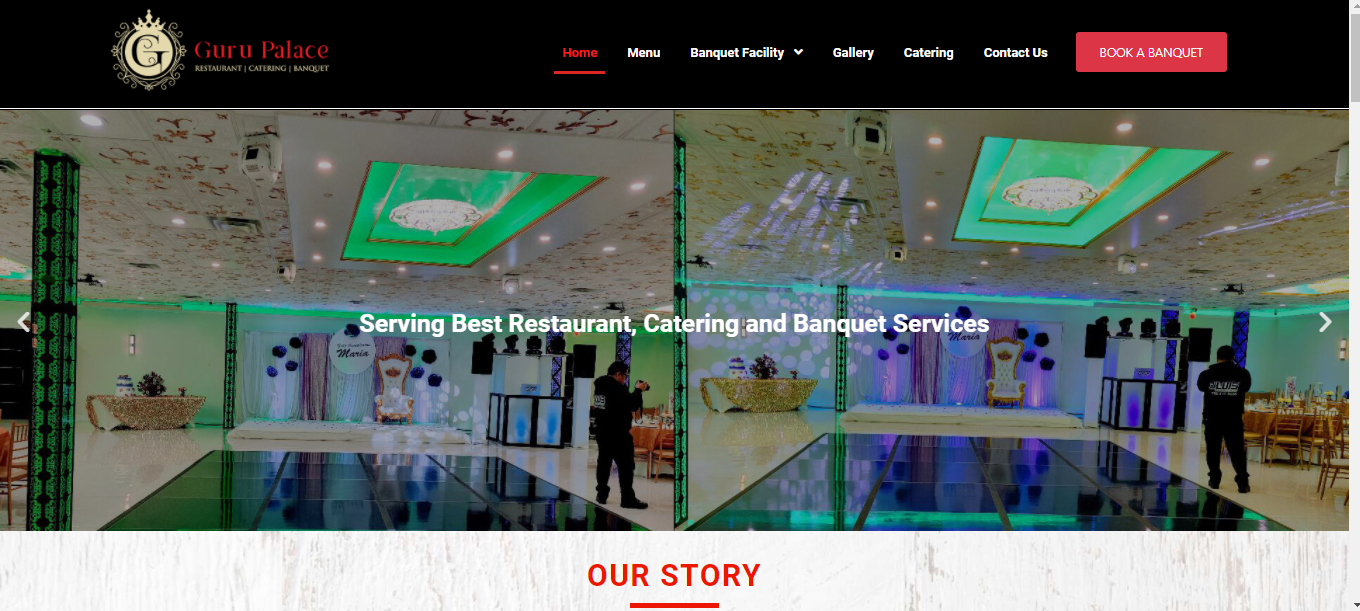 G
Guru Palace
RESTAURANT | CATERING | BANQUET
Home
Menu
Banquet Facility
Gallery
Catering
Contact Us
BOOK A BANQUET
Serving Best Restaurant, Catering and Banquet Services
Maria
OUR STORY